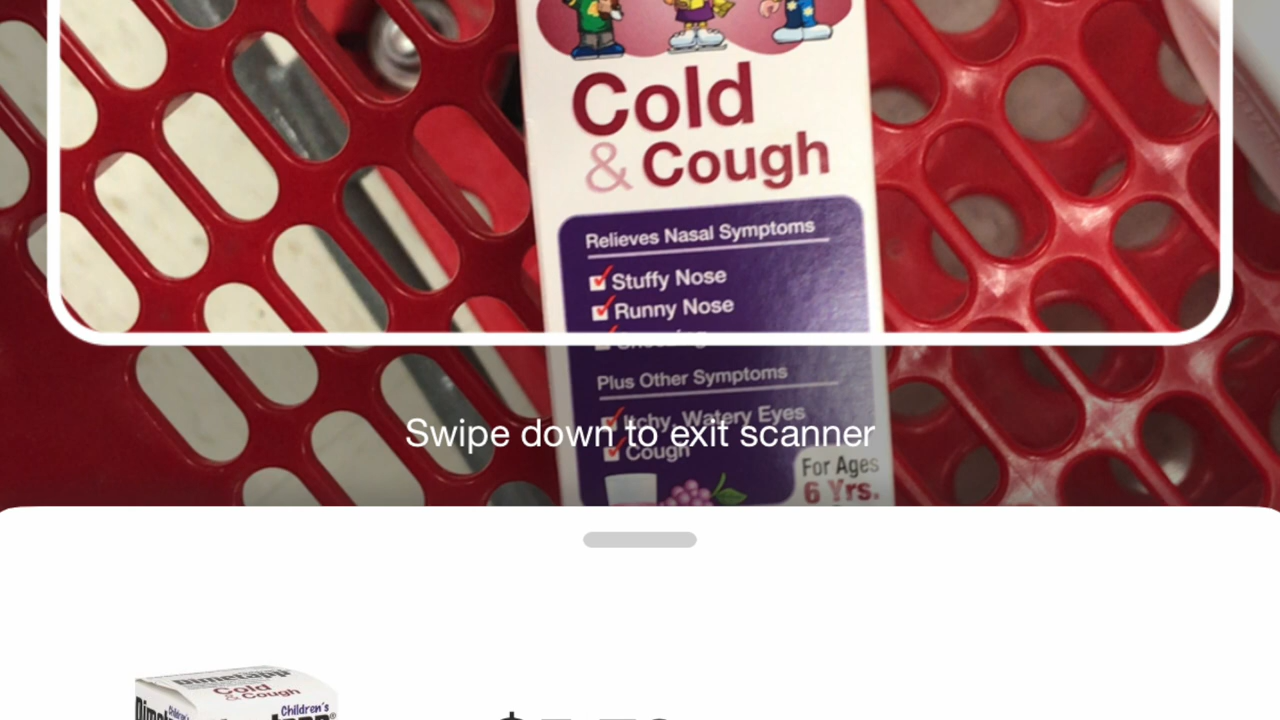 Cold
& Cough
Relieves Nasal Symptoms
Stuffy Nose
Runny Nose
Plus Other Symptoms
Itchy, Watery Eyes
Cough
Swipe down to exit scanner
For Ages
6 Yrs.
Dimetapp
Cold
& Cough
Children's